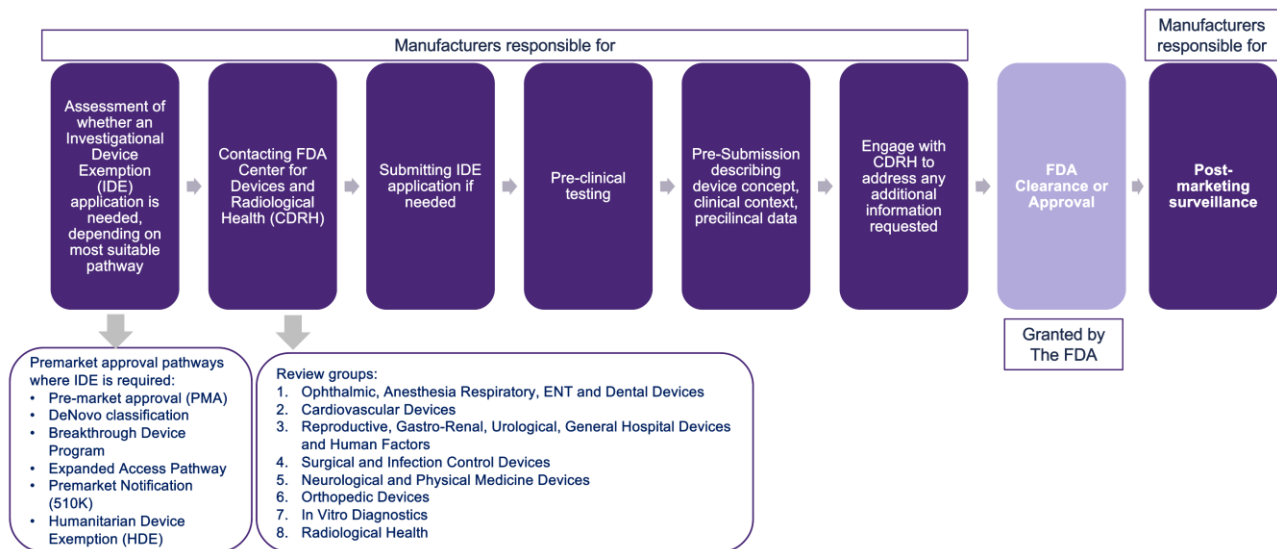 Manufacturers responsible for
Manufacturers
responsible for
Assessment of
whether an
Investigational
Device
Exemption
(IDE)
application is
needed,
depending on
most suitable
pathway
Contacting FDA
Center for
Devices and
Radiological
Health (CDRH)
Submitting IDE
application if
needed
Pre-clinical
testing
Pre-Submission
describing
device concept,
clinical context,
precilincal data
Engage with
CDRH to
address any
additional
information
requested
FDA
Clearance or
Approval
Post-
marketing
surveillance
Granted by
The FDA
Premarket approval pathways
where IDE is required:
• Pre-market approval (PMA)
• DeNovo classification
• Breakthrough Device
Program
• Expanded Access Pathway
• Premarket Notification
(510K)
• Humanitarian Device
Exemption (HDE)
Review groups:
1. Ophthalmic, Anesthesia Respiratory, ENT and Dental Devices
2. Cardiovascular Devices
3. Reproductive, Gastro-Renal, Urological, General Hospital Devices
and Human Factors
4. Surgical and Infection Control Devices
5. Neurological and Physical Medicine Devices
6. Orthopedic Devices
7. In Vitro Diagnostics
8. Radiological Health